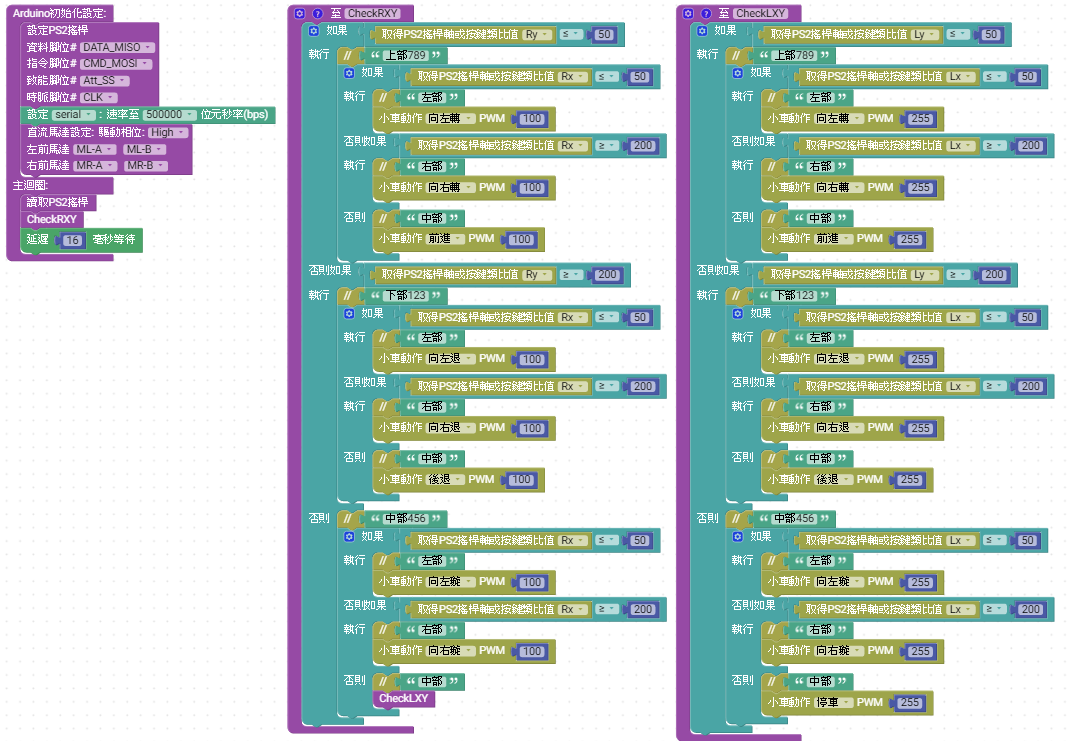 Arduino初始化設定:
設定PS2搖桿
資料腳位# DATA_MISO
指令腳位# CMD_MOSI
致能腳位# Att_SS
時脈腳位# CLK
設定 serial : 速率至 500000 位元秒率(bps)
直流馬達設定: 驅動相位: High
左前馬達 ML-A ML-B
右前馬達 MR-A MR-B
主迴圈:
讀取PS2搖桿
CheckRXY
延遲 16 毫秒等待
至 CheckRXY
如果 取得PS2搖桿軸或按鍵類比值 Ry ≤ 50
執行 // “ 上部789 ”
如果 取得PS2搖桿軸或按鍵類比值 Rx ≤ 50
執行 // “ 左部 ”
小車動作 向左轉 PWM 100
否則如果 取得PS2搖桿軸或按鍵類比值 Rx ≥ 200
執行 // “ 右部 ”
小車動作 向右轉 PWM 100
否則 // “ 中部 ”
小車動作 前進 PWM 100
否則如果 取得PS2搖桿軸或按鍵類比值 Ry ≥ 200
執行 // “ 下部123 ”
如果 取得PS2搖桿軸或按鍵類比值 Rx ≤ 50
執行 // “ 左部 ”
小車動作 向左退 PWM 100
否則如果 取得PS2搖桿軸或按鍵類比值 Rx ≥ 200
執行 // “ 右部 ”
小車動作 向右退 PWM 100
否則 // “ 中部 ”
小車動作 後退 PWM 100
否則 // “ 中部456 ”
如果 取得PS2搖桿軸或按鍵類比值 Rx ≤ 50
執行 // “ 左部 ”
小車動作 向左旋 PWM 100
否則如果 取得PS2搖桿軸或按鍵類比值 Rx ≥ 200
執行 // “ 右部 ”
小車動作 向右旋 PWM 100
否則 // “ 中部 ”
CheckLXY
至 CheckLXY
如果 取得PS2搖桿軸或按鍵類比值 Ly ≤ 50
執行 // “ 上部789 ”
如果 取得PS2搖桿軸或按鍵類比值 Lx ≤ 50
執行 // “ 左部 ”
小車動作 向左轉 PWM 255
否則如果 取得PS2搖桿軸或按鍵類比值 Lx ≥ 200
執行 // “ 右部 ”
小車動作 向右轉 PWM 255
否則 // “ 中部 ”
小車動作 前進 PWM 255
否則如果 取得PS2搖桿軸或按鍵類比值 Ly ≥ 200
執行 // “ 下部123 ”
如果 取得PS2搖桿軸或按鍵類比值 Lx ≤ 50
執行 // “ 左部 ”
小車動作 向左退 PWM 255
否則如果 取得PS2搖桿軸或按鍵類比值 Lx ≥ 200
執行 // “ 右部 ”
小車動作 向右退 PWM 255
否則 // “ 中部 ”
小車動作 後退 PWM 255
否則 // “ 中部456 ”
如果 取得PS2搖桿軸或按鍵類比值 Lx ≤ 50
執行 // “ 左部 ”
小車動作 向左旋 PWM 255
否則如果 取得PS2搖桿軸或按鍵類比值 Lx ≥ 200
執行 // “ 右部 ”
小車動作 向右旋 PWM 255
否則 // “ 中部 ”
小車動作 停車 PWM 255